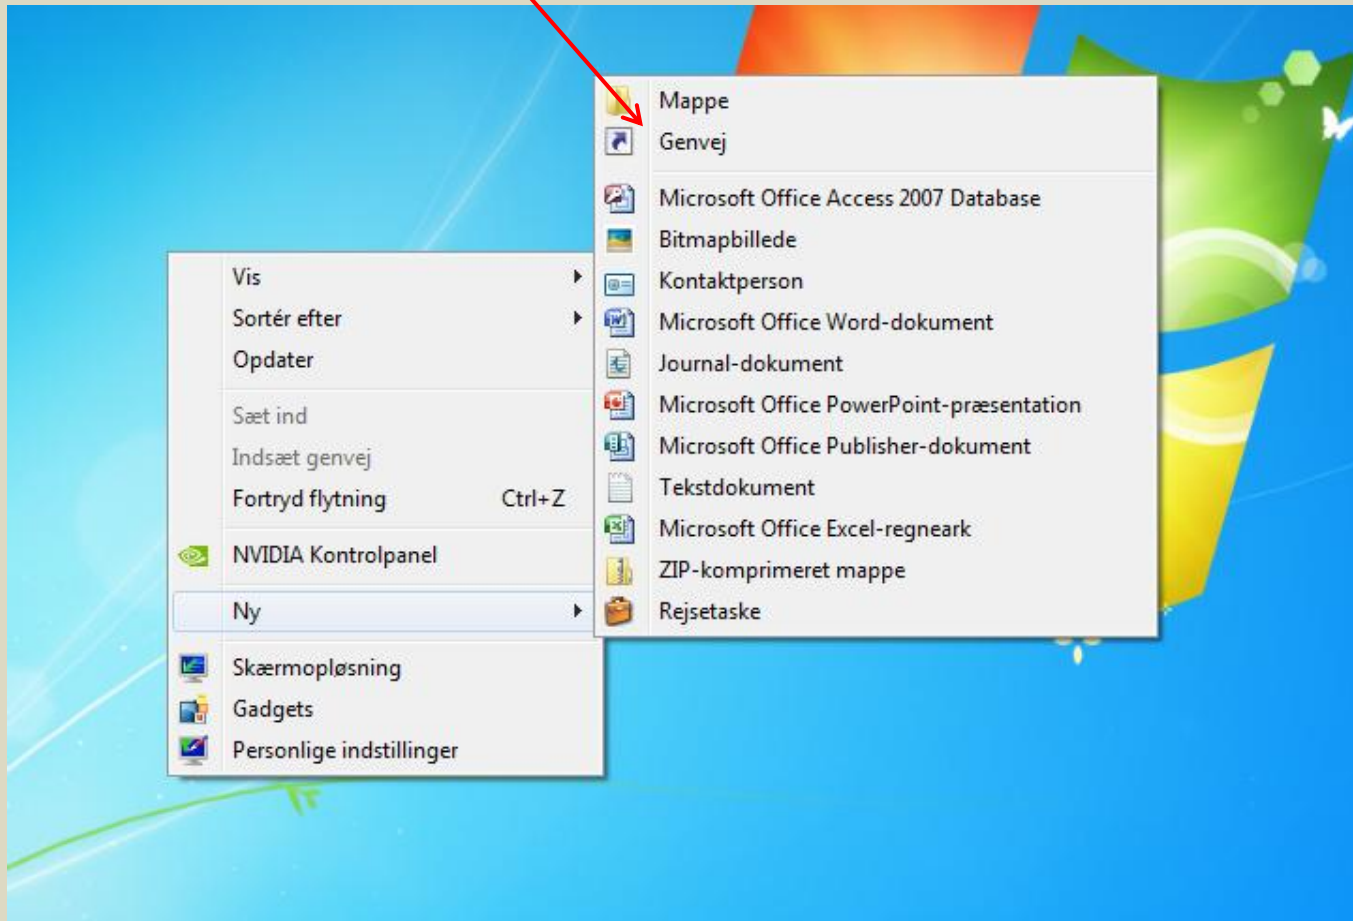 Mappe
Genvej
Microsoft Office Access 2007 Database
Bitmapbillede
Kontaktperson
Microsoft Office Word-dokument
Journal-dokument
Microsoft Office PowerPoint-præsentation
Microsoft Office Publisher-dokument
Tekstdokument
Microsoft Office Excel-regneark
ZIP-komprimeret mappe
Rejsetaske
Vis
Sortér efter
Opdater
Sæt ind
Indsæt genvej
Fortryd flytning Ctrl+Z
NVIDIA Kontrolpanel
Ny
Skærmopløsning
Gadgets
Personlige indstillinger